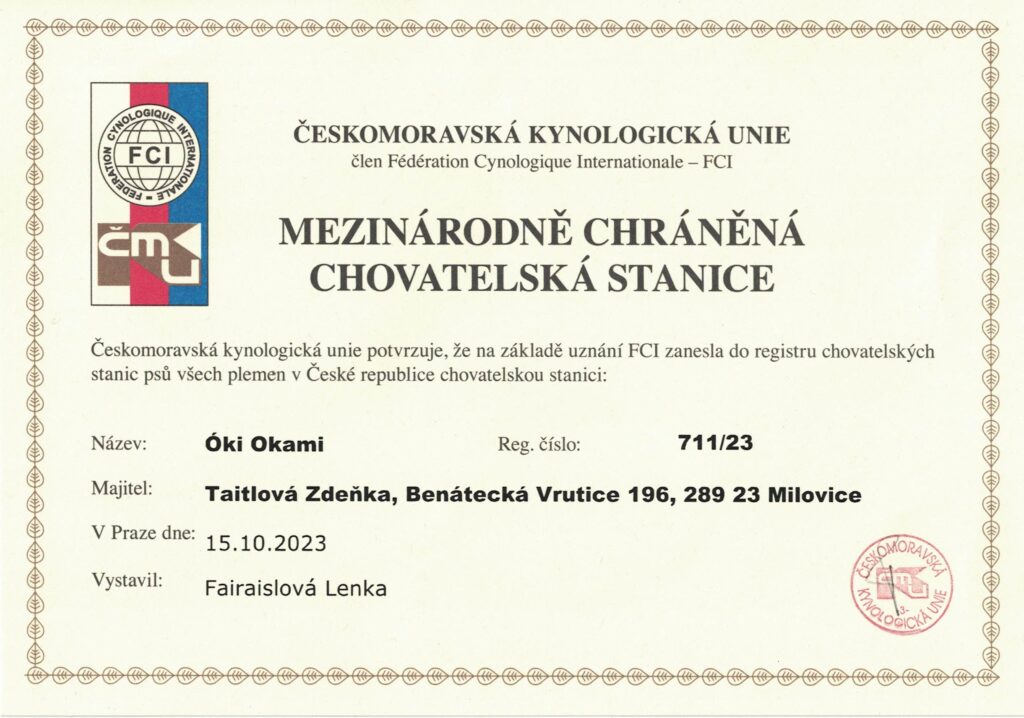 FEDERATION CYNOLOGIQUE INTERNATIONALE
FCI
čmku
ČESKOMORAVSKÁ KYNOLOGICKÁ UNIE
člen Fédération Cynologique Internationale – FCI
MEZINÁRODNĚ CHRÁNĚNÁ
CHOVATELSKÁ STANICE
Českomoravská kynologická unie potvrzuje, že na základě uznání FCI zanesla do registru chovatelských
stanic psů všech plemen v České republice chovatelskou stanici:
Název: Óki Okami Reg. číslo: 711/23
Majitel: Taitlová Zdeňka, Benátecká Vrutice 196, 289 23 Milovice
V Praze dne: 15.10.2023
Vystavil: Fairaislová Lenka
ČESKOMORAVSKÁ
KYNOLOGICKÁ UNIE
-3-